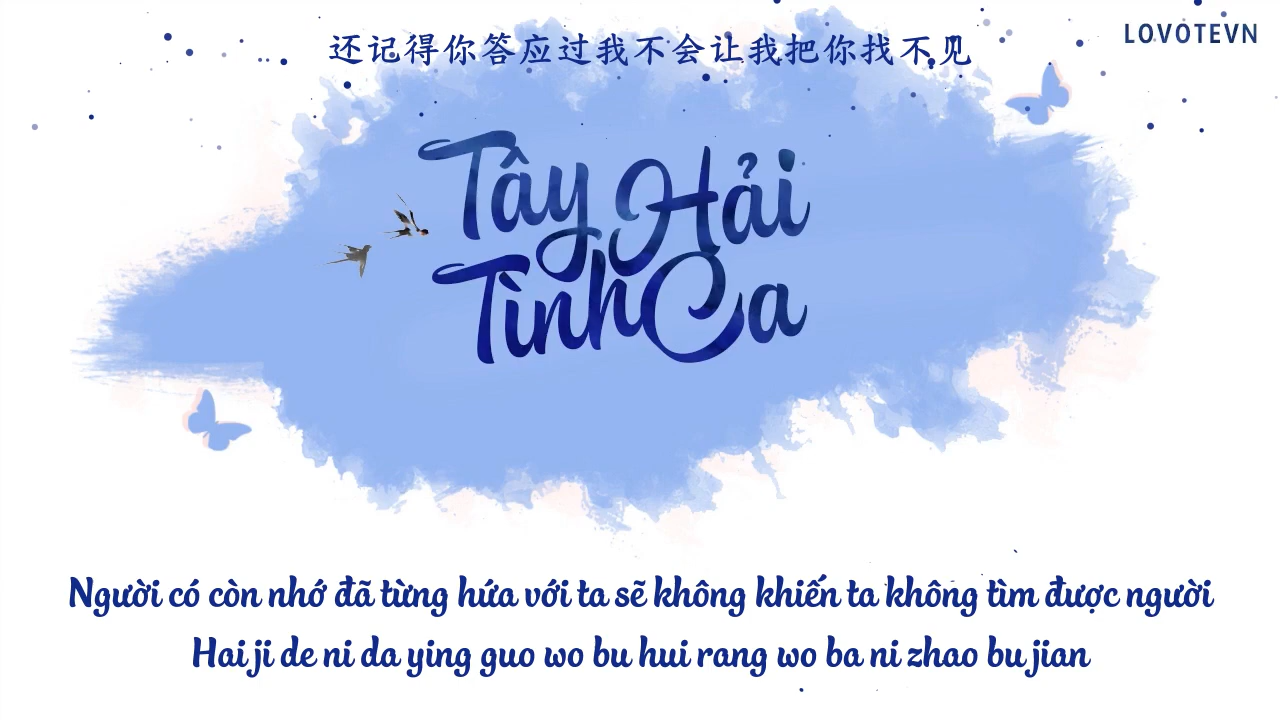 还记得你答应过我不会让我把你找不见
LOVOTEVN
Tây Hải
Tình Ca
Người có còn nhớ đã từng hứa với ta sẽ không khiến ta không tìm được người
Hai ji de ni da ying guo wo bu hui rang wo ba ni zhao bu jian